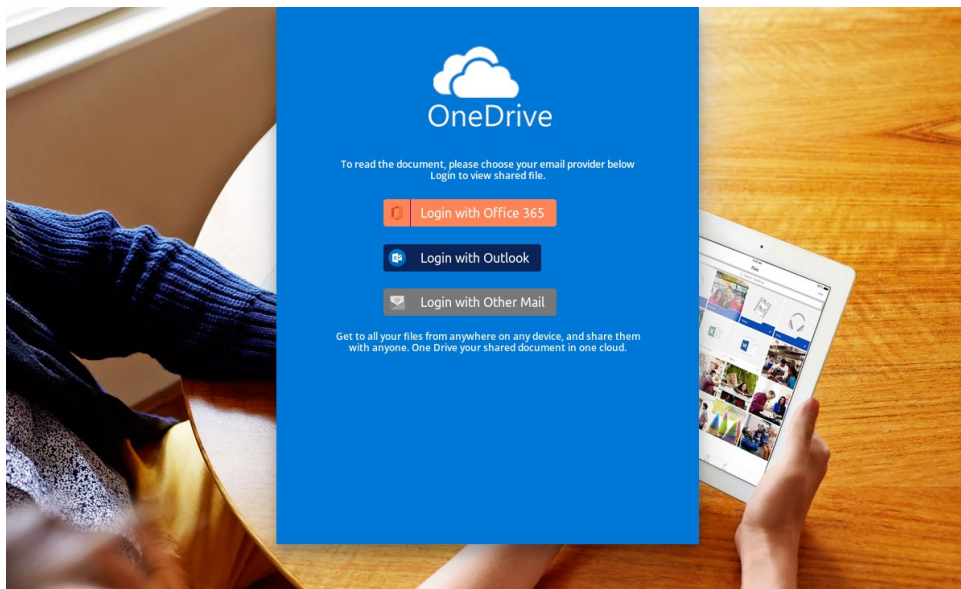 OneDrive
To read the document, please choose your email provider below
Login to view shared file.
Login with Office 365
Login with Outlook
Login with Other Mail
Get to all your files from anywhere on any device, and share them
with anyone. One Drive your shared document in one cloud.